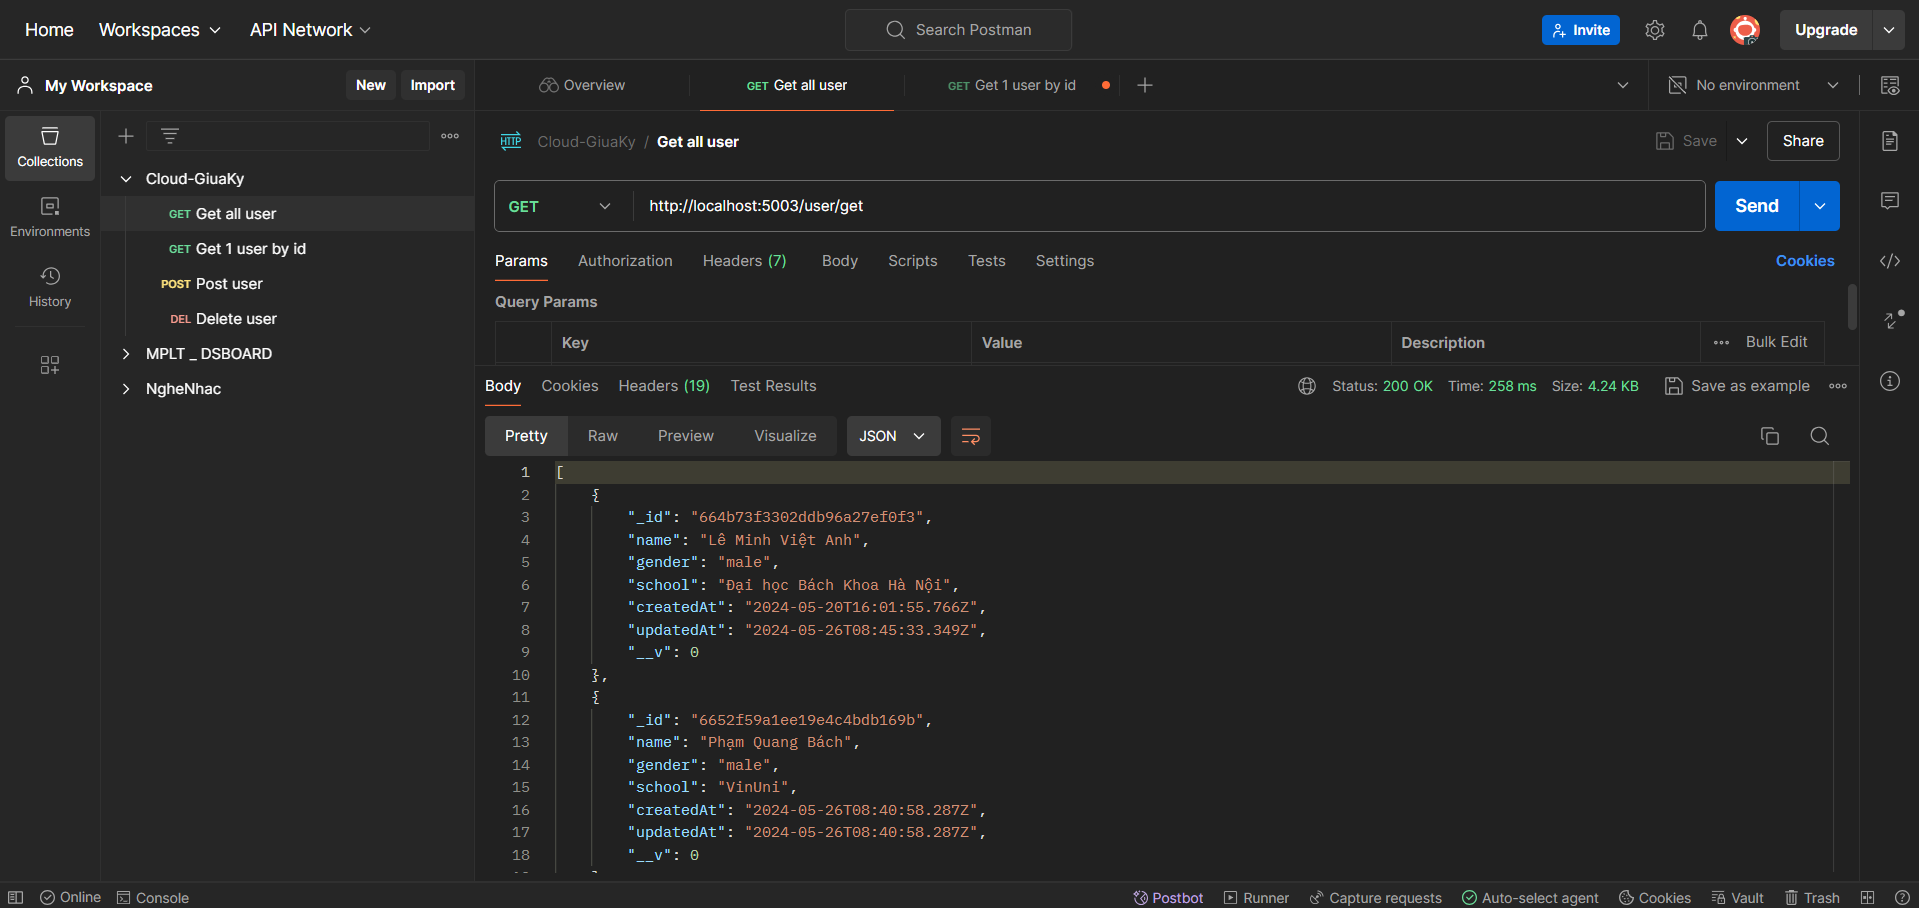 Home Workspaces API Network Search Postman Invite Upgrade
My Workspace New Import Overview GET Get all user GET Get 1 user by id No environment
Collections
Environments
History
Cloud-GiuaKy
GET Get all user
GET Get 1 user by id
POST Post user
DEL Delete user
MPLT _ DSBOARD
NgheNhac
HTTP Cloud-GiuaKy / Get all user Save Share
GET http://localhost:5003/user/get Send
Params Authorization Headers (7) Body Scripts Tests Settings Cookies
Query Params
Key Value Description Bulk Edit
Body Cookies Headers (19) Test Results Status: 200 OK Time: 258 ms Size: 4.24 KB Save as example
Pretty Raw Preview Visualize JSON
1 [
2 {
3 "_id": "664b73f3302ddb96a27ef0f3",
4 "name": "Lê Minh Việt Anh",
5 "gender": "male",
6 "school": "Đại học Bách Khoa Hà Nội",
7 "createdAt": "2024-05-20T16:01:55.766Z",
8 "updatedAt": "2024-05-26T08:45:33.349Z",
9 "__v": 0
10 },
11 {
12 "_id": "6652f59a1ee19e4c4bdb169b",
13 "name": "Phạm Quang Bách",
14 "gender": "male",
15 "school": "VinUni",
16 "createdAt": "2024-05-26T08:40:58.287Z",
17 "updatedAt": "2024-05-26T08:40:58.287Z",
18 "__v": 0
Online Console Postbot Runner Capture requests Auto-select agent Cookies Vault Trash